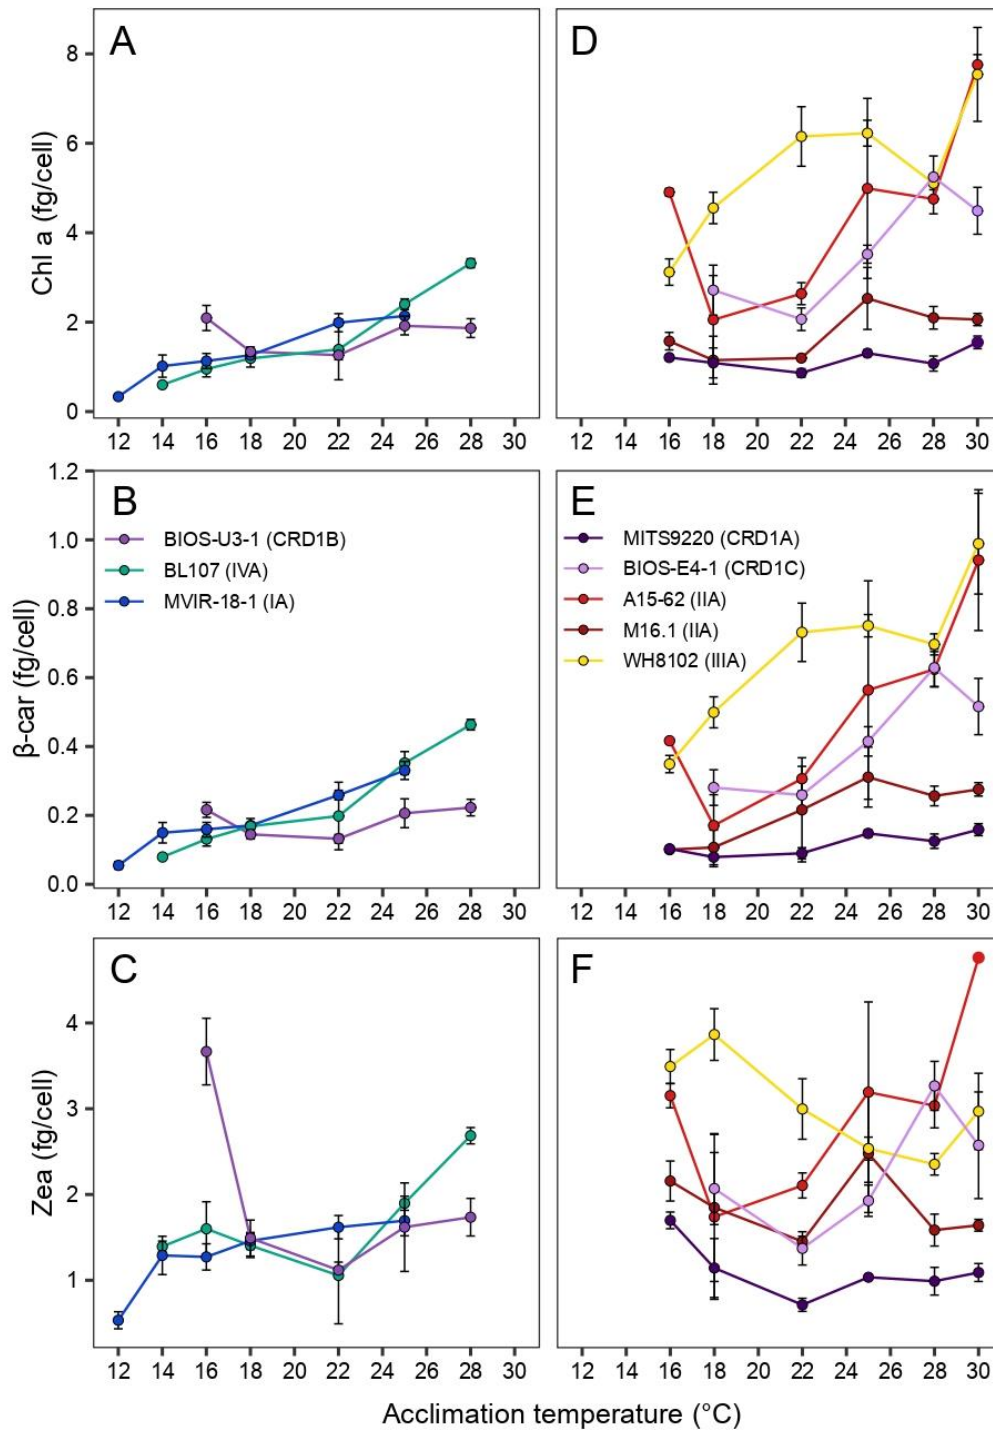 A
D
Chl a (fg/cell)
8
6
4
2
0
12 14 16 18 20 22 24 26 28 30
12 14 16 18 20 22 24 26 28 30
B
E
β-car (fg/cell)
1.2
1.0
0.8
0.6
0.4
0.2
0.0
BIOS-U3-1 (CRD1B)
BL107 (IVA)
MVIR-18-1 (IA)
MITS9220 (CRD1A)
BIOS-E4-1 (CRD1C)
A15-62 (IIA)
M16.1 (IIA)
WH8102 (IIIA)
12 14 16 18 20 22 24 26 28 30
12 14 16 18 20 22 24 26 28 30
C
F
Zea (fg/cell)
4
3
2
1
12 14 16 18 20 22 24 26 28 30
12 14 16 18 20 22 24 26 28 30
Acclimation temperature (°C)